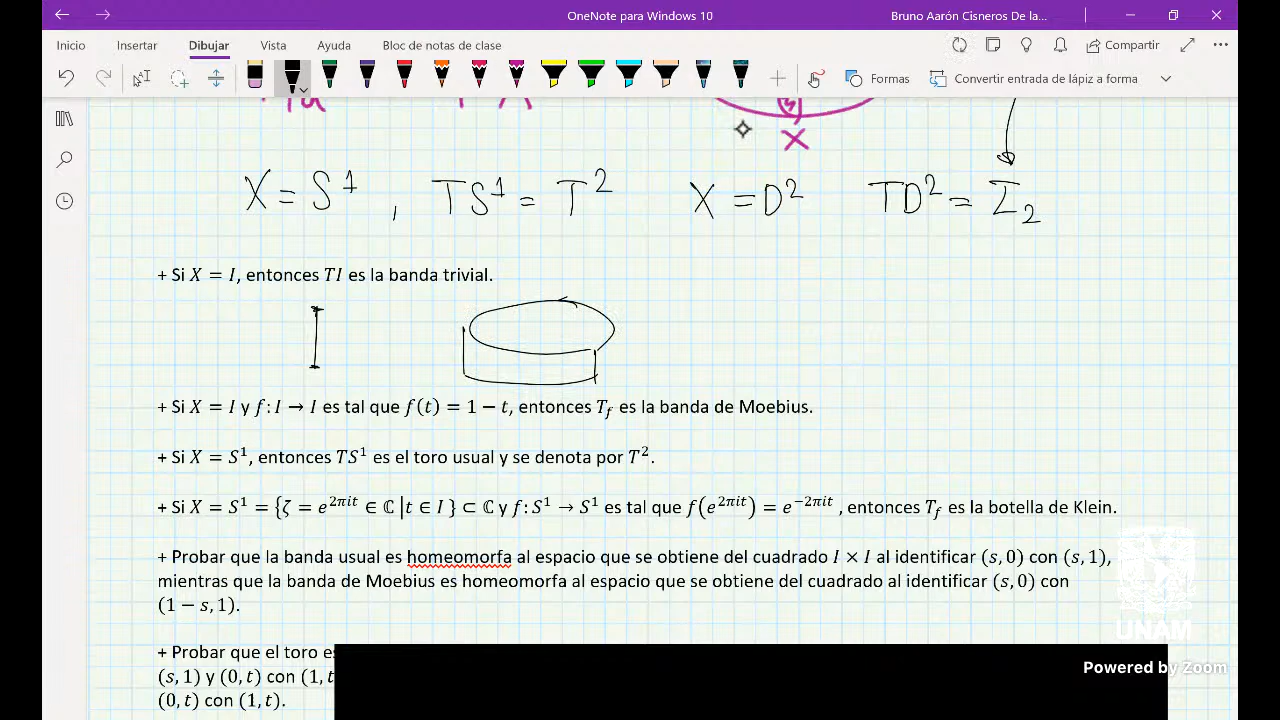 OneNote para Windows 10
Bruno Aarón Cisneros De la...
Inicio Insertar Dibujar Vista Ayuda Bloc de notas de clase Compartir
Formas Convertir entrada de lápiz a forma
X
X = S¹, TS¹ = T² X = D² TD² = Σ₂
+ Si X = I, entonces TI es la banda trivial.
+ Si X = I y f: I → I es tal que f(t) = 1 − t, entonces T_f es la banda de Moebius.
+ Si X = S¹, entonces TS¹ es el toro usual y se denota por T².
+ Si X = S¹ = {ζ = e^{2πit} ∈ ℂ |t ∈ I } ⊂ ℂ y f: S¹ → S¹ es tal que f(e^{2πit}) = e^{−2πit} , entonces T_f es la botella de Klein.
+ Probar que la banda usual es homeomorfa al espacio que se obtiene del cuadrado I × I al identificar (s, 0) con (s, 1),
mientras que la banda de Moebius es homeomorfa al espacio que se obtiene del cuadrado al identificar (s, 0) con
(1 − s, 1).
+ Probar que el toro es
(s, 1) y (0, t) con (1, t
(0, t) con (1, t).
UNAM
Powered by Zoom